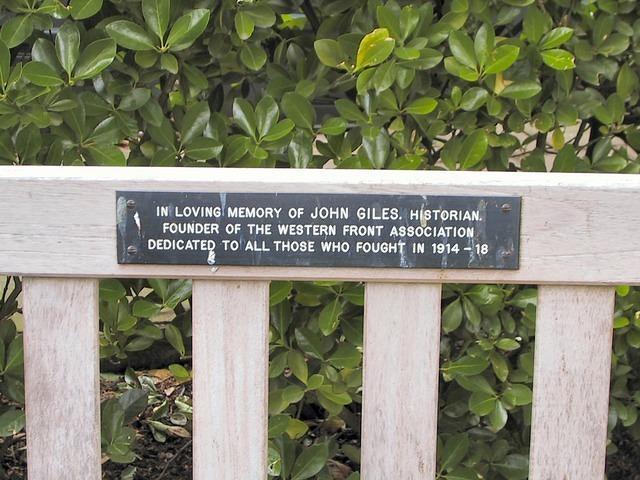 IN LOVING MEMORY OF JOHN GILES. HISTORIAN.
FOUNDER OF THE WESTERN FRONT ASSOCIATION
DEDICATED TO ALL THOSE WHO FOUGHT IN 1914 - 18